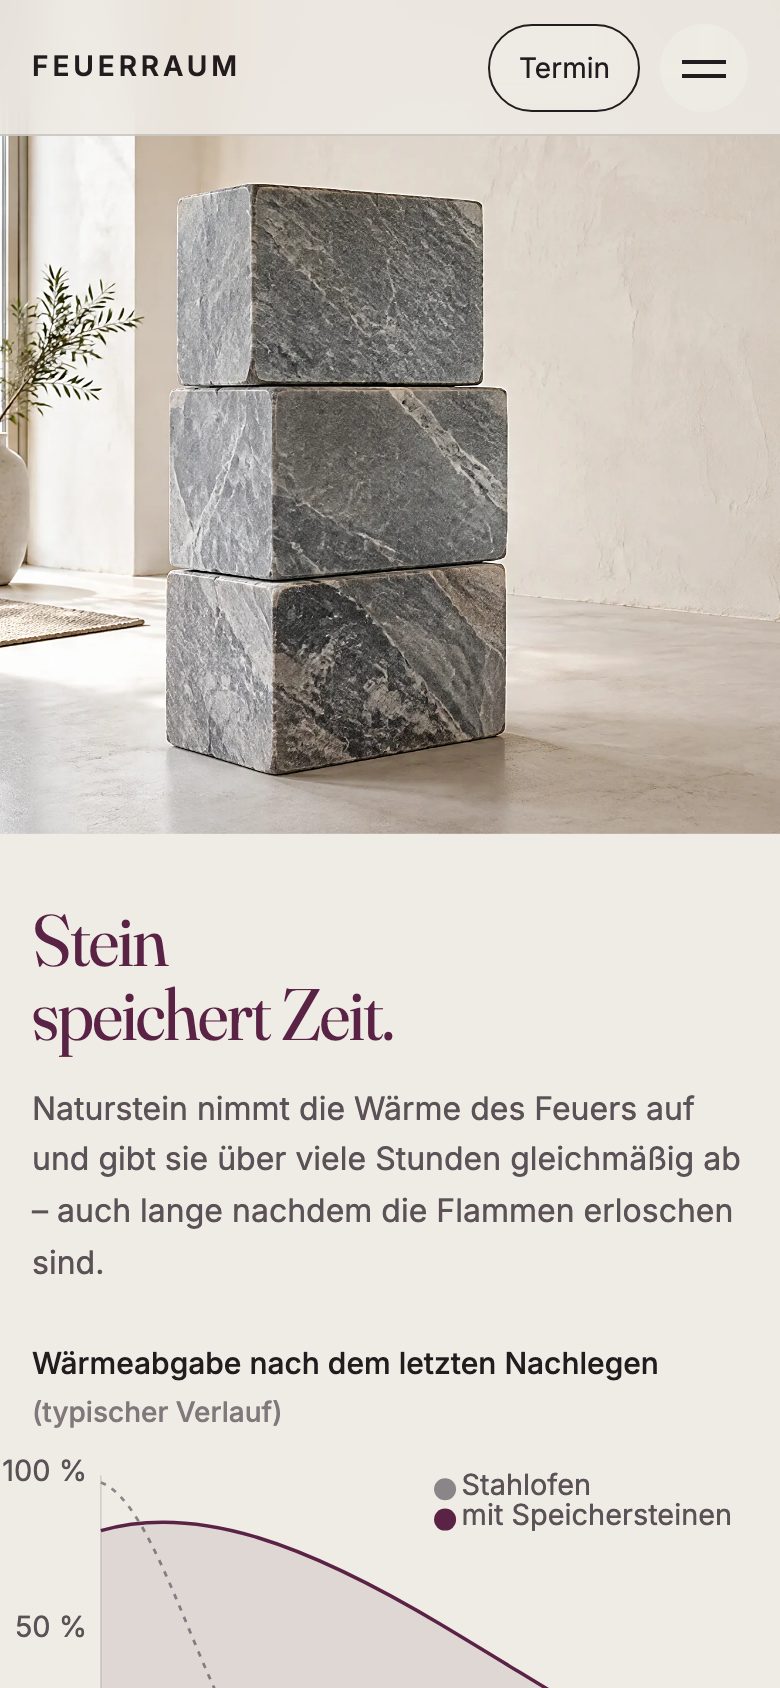 FEUERRAUM
Termin
Stein
speichert Zeit.
Naturstein nimmt die Wärme des Feuers auf
und gibt sie über viele Stunden gleichmäßig ab
– auch lange nachdem die Flammen erloschen
sind.
Wärmeabgabe nach dem letzten Nachlegen
(typischer Verlauf)
100 %
Stahlofen
mit Speichersteinen
50 %